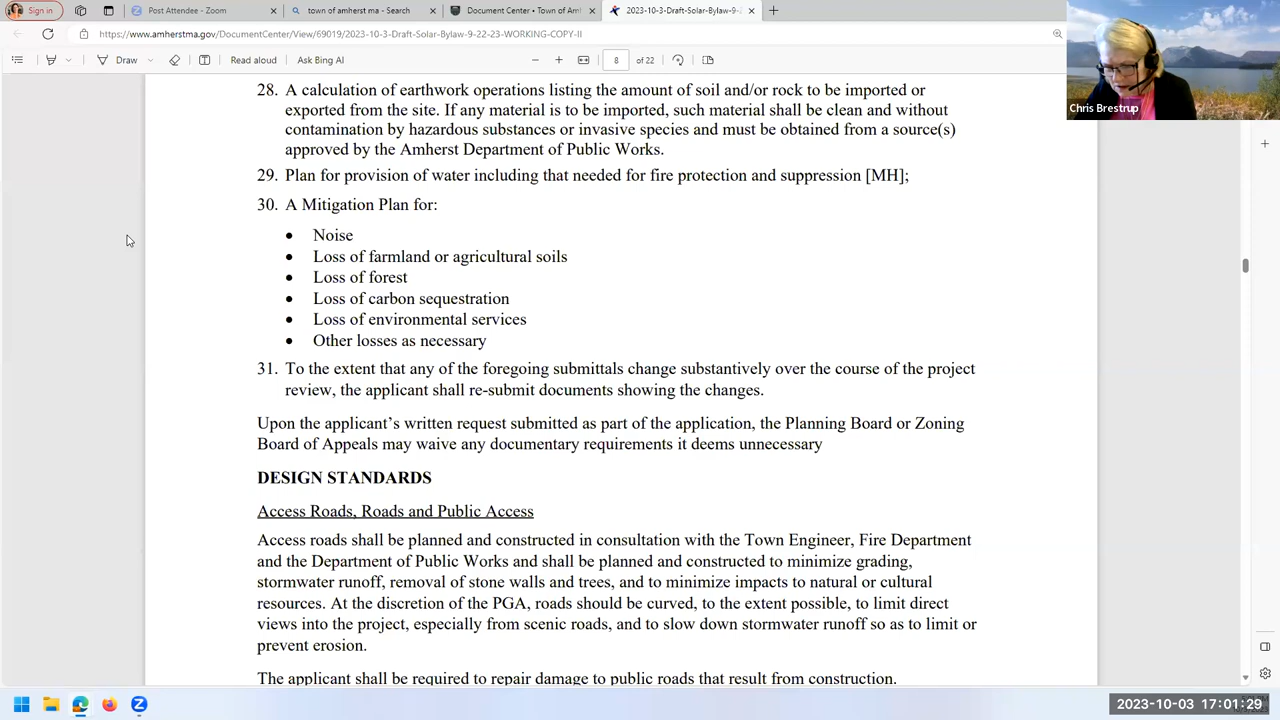 Sign in
Post Attendee - Zoom
town of amherst ma - Search
Document Center • Town of Amh
2023-10-3-Draft-Solar-Bylaw-9-2
https://www.amherstma.gov/DocumentCenter/View/69019/2023-10-3-Draft-Solar-Bylaw-9-22-23-WORKING-COPY-II
Draw
Read aloud
Ask Bing AI
8
of 22
Chris Brestrup
28. A calculation of earthwork operations listing the amount of soil and/or rock to be imported or
exported from the site. If any material is to be imported, such material shall be clean and without
contamination by hazardous substances or invasive species and must be obtained from a source(s)
approved by the Amherst Department of Public Works.
29. Plan for provision of water including that needed for fire protection and suppression [MH];
30. A Mitigation Plan for:
• Noise
• Loss of farmland or agricultural soils
• Loss of forest
• Loss of carbon sequestration
• Loss of environmental services
• Other losses as necessary
31. To the extent that any of the foregoing submittals change substantively over the course of the project
review, the applicant shall re-submit documents showing the changes.
Upon the applicant's written request submitted as part of the application, the Planning Board or Zoning
Board of Appeals may waive any documentary requirements it deems unnecessary
DESIGN STANDARDS
Access Roads, Roads and Public Access
Access roads shall be planned and constructed in consultation with the Town Engineer, Fire Department
and the Department of Public Works and shall be planned and constructed to minimize grading,
stormwater runoff, removal of stone walls and trees, and to minimize impacts to natural or cultural
resources. At the discretion of the PGA, roads should be curved, to the extent possible, to limit direct
views into the project, especially from scenic roads, and to slow down stormwater runoff so as to limit or
prevent erosion.
The applicant shall be required to repair damage to public roads that result from construction.
2023-10-03 17:01:29